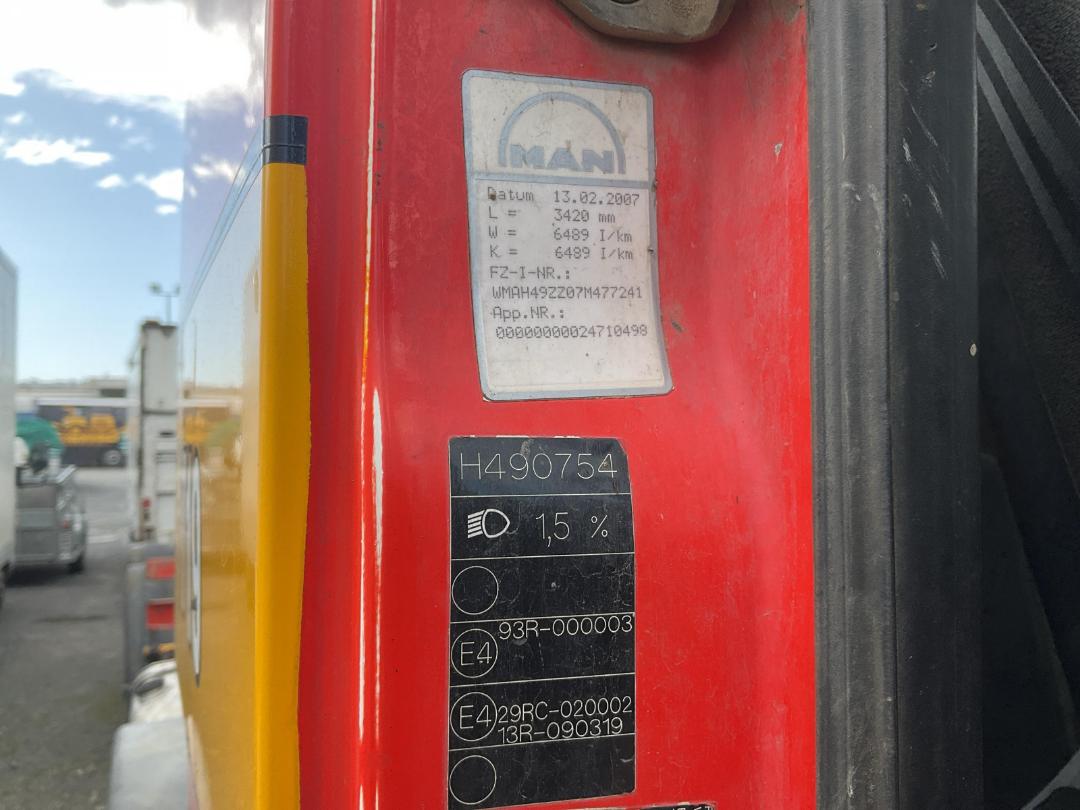 MAN
Datum 13.02.2007
L = 3420 mm
W = 6489 I/km
K = 6489 I/km
FZ-I-NR.:
WMAH49ZZ07M477241
App.NR.:
00000000024710498
H490754
1,5 %
93R-000003
E4
E4 29RC-020002
13R-090319